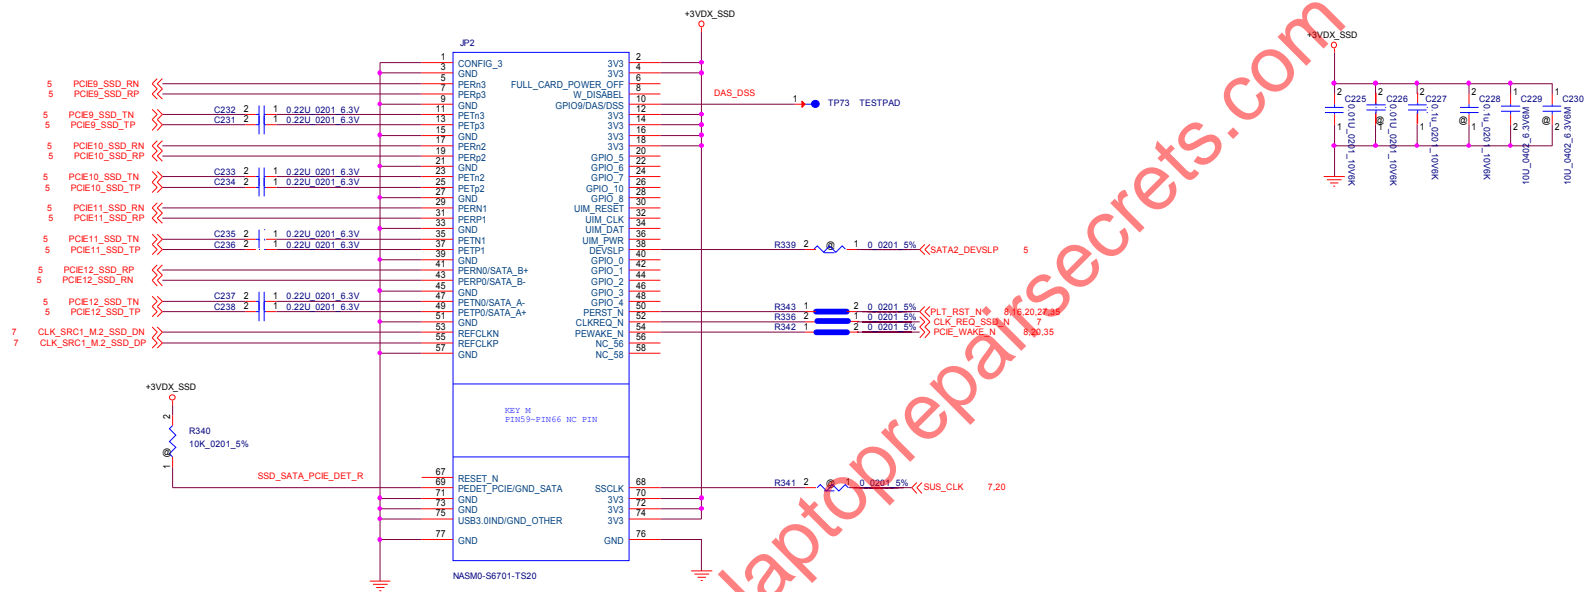 +3VDX_SSD
JP2
1 CONFIG_3 3V3 2
3 GND 3V3 4
5 PCIE9_SSD_RN 5 PERn3 FULL_CARD_POWER_OFF 6
5 PCIE9_SSD_RP 7 PERp3 W_DISABEL 8
9 GND GPIO9/DAS/DSS 10 DAS_DSS 1 TP73 TESTPAD
5 PCIE9_SSD_TN C232 2 1 0.22U_0201_6.3V 11 PETn3 3V3 12
5 PCIE9_SSD_TP C231 2 1 0.22U_0201_6.3V 13 PETp3 3V3 14
15 GND 3V3 16
5 PCIE10_SSD_RN 17 PERn2 3V3 18
5 PCIE10_SSD_RP 19 PERp2 GPIO_5 20
21 GND GPIO_6 22
5 PCIE10_SSD_TN C233 2 1 0.22U_0201_6.3V 23 PETn2 GPIO_7 24
5 PCIE10_SSD_TP C234 2 1 0.22U_0201_6.3V 25 PETp2 GPIO_10 26
27 GND GPIO_8 28
5 PCIE11_SSD_RN 29 PERN1 UIM_RESET 30
5 PCIE11_SSD_RP 31 PERP1 UIM_CLK 32
33 GND UIM_DAT 34
5 PCIE11_SSD_TN C235 2 1 0.22U_0201_6.3V 35 PETN1 UIM_PWR 36
5 PCIE11_SSD_TP C236 2 1 0.22U_0201_6.3V 37 PETP1 DEVSLP 38 R339 2 @ 1 0_0201_5% SATA2_DEVSLP 5
39 GND GPIO_0 40
5 PCIE12_SSD_RP 41 PERN0/SATA_B+ GPIO_1 42
5 PCIE12_SSD_RN 43 PERP0/SATA_B- GPIO_2 44
45 GND GPIO_3 46
5 PCIE12_SSD_TN C237 2 1 0.22U_0201_6.3V 47 PETN0/SATA_A- GPIO_4 48
5 PCIE12_SSD_TP C238 2 1 0.22U_0201_6.3V 49 PETP0/SATA_A+ PERST_N 50 R343 1 2 0_0201_5% PLT_RST_N 8,16,20,27,35
51 GND CLKREQ_N 52 R336 2 1 0_0201_5% CLK_REQ_SSD_N 7
7 CLK_SRC1_M.2_SSD_DN 53 REFCLKN PEWAKE_N 54 R342 1 2 0_0201_5% PCIE_WAKE_N 8,20,35
7 CLK_SRC1_M.2_SSD_DP 55 REFCLKP NC_56 56
57 GND NC_58 58
KEY M
PIN59~PIN66 NC PIN
+3VDX_SSD
2
R340
10K_0201_5%
@
1
67 RESET_N
SSD_SATA_PCIE_DET_R 69 PEDET_PCIE/GND_SATA SSCLK 68 R341 2 @ 1 0_0201_5% SUS_CLK 7,20
71 GND 3V3 70
73 GND 3V3 72
75 USB3.0IND/GND_OTHER 3V3 74
77 GND GND 76
NASM0-S6701-TS20
+3VDX_SSD
2 C225 1 0.01U_0201_10V6K
2 C226 @ 1 0.01U_0201_10V6K
2 C227 1 0.1u_0201_10V6K
2 C228 @ 1 0.1u_0201_10V6K
1 C229 2 10U_0402_6.3V6M
1 C230 @ 2 10U_0402_6.3V6M
laptoprepairsecrets.com